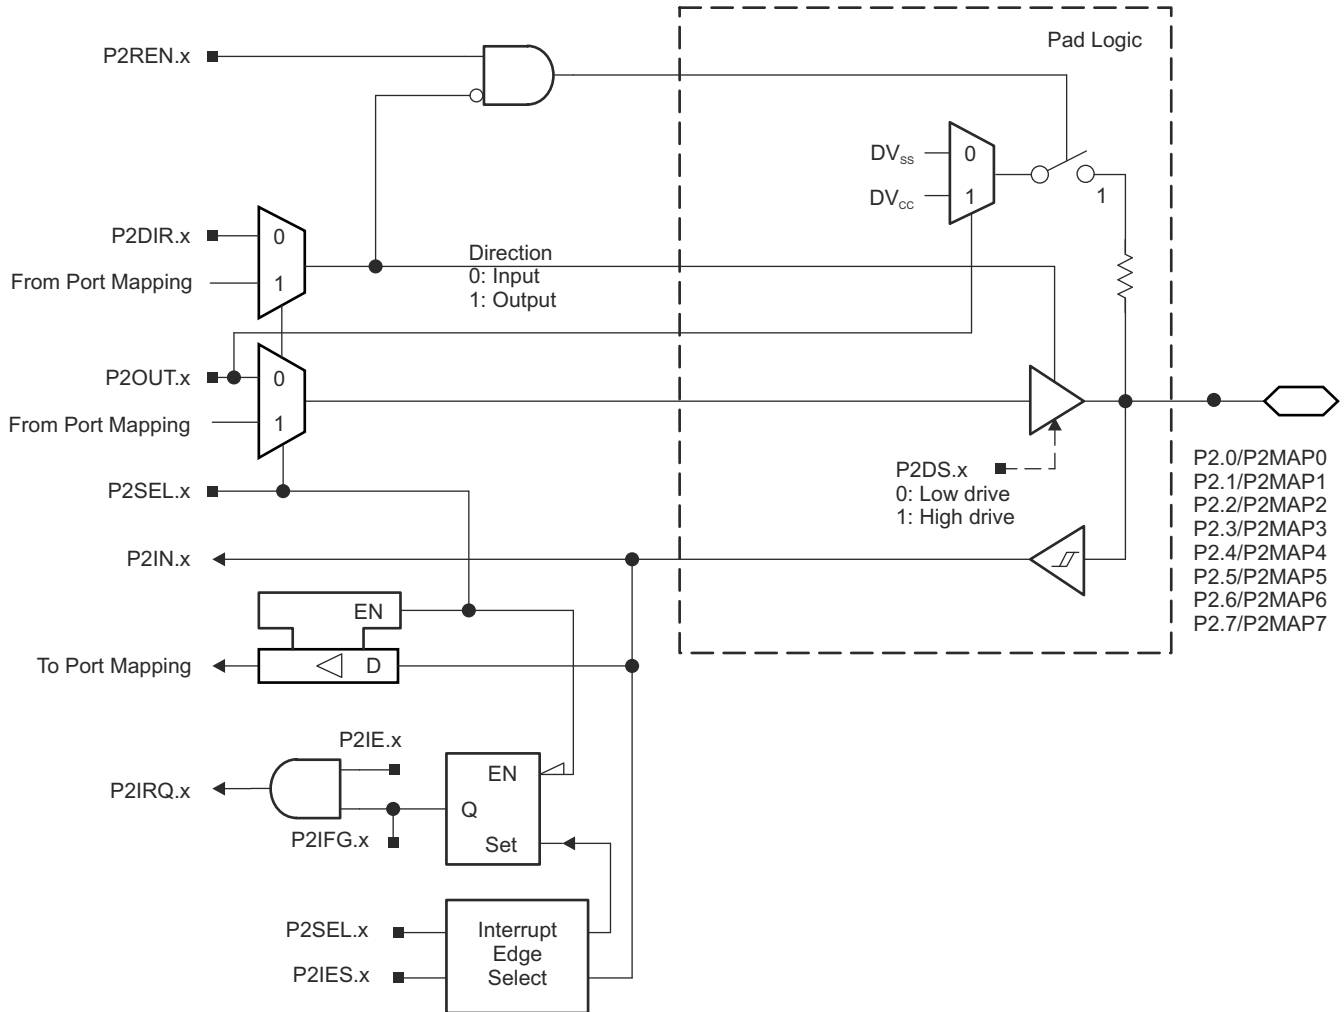 Pad Logic
P2REN.x
DVSS
0
DVCC
1
1
P2DIR.x
0
From Port Mapping
1
Direction
0: Input
1: Output
P2OUT.x
0
From Port Mapping
1
P2SEL.x
P2DS.x
0: Low drive
1: High drive
P2.0/P2MAP0
P2.1/P2MAP1
P2.2/P2MAP2
P2.3/P2MAP3
P2.4/P2MAP4
P2.5/P2MAP5
P2.6/P2MAP6
P2.7/P2MAP7
P2IN.x
EN
To Port Mapping
D
P2IE.x
P2IRQ.x
EN
Q
P2IFG.x
Set
P2SEL.x
P2IES.x
Interrupt
Edge
Select